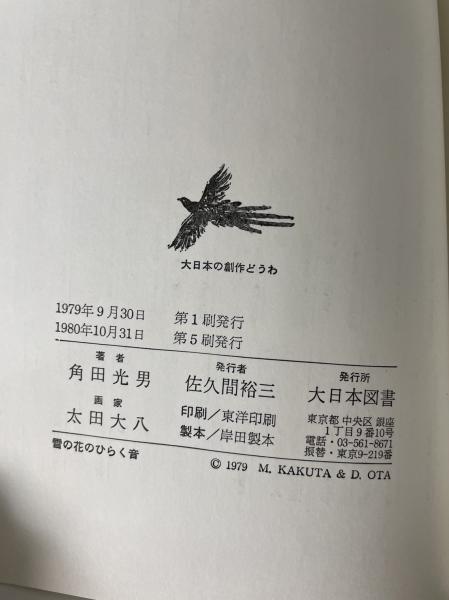 大日本の創作どうわ
1979年9月30日 第1刷発行
1980年10月31日 第5刷発行
著者
角田光男
画家
太田大八
雪の花のひらく音
発行者
佐久間裕三
印刷/東洋印刷
製本/岸田製本
発行所
大日本図書
東京都 中央区 銀座
1丁目9番10号
電話・03-561-8671
振替・東京9-219番
© 1979 M. KAKUTA & D. OTA